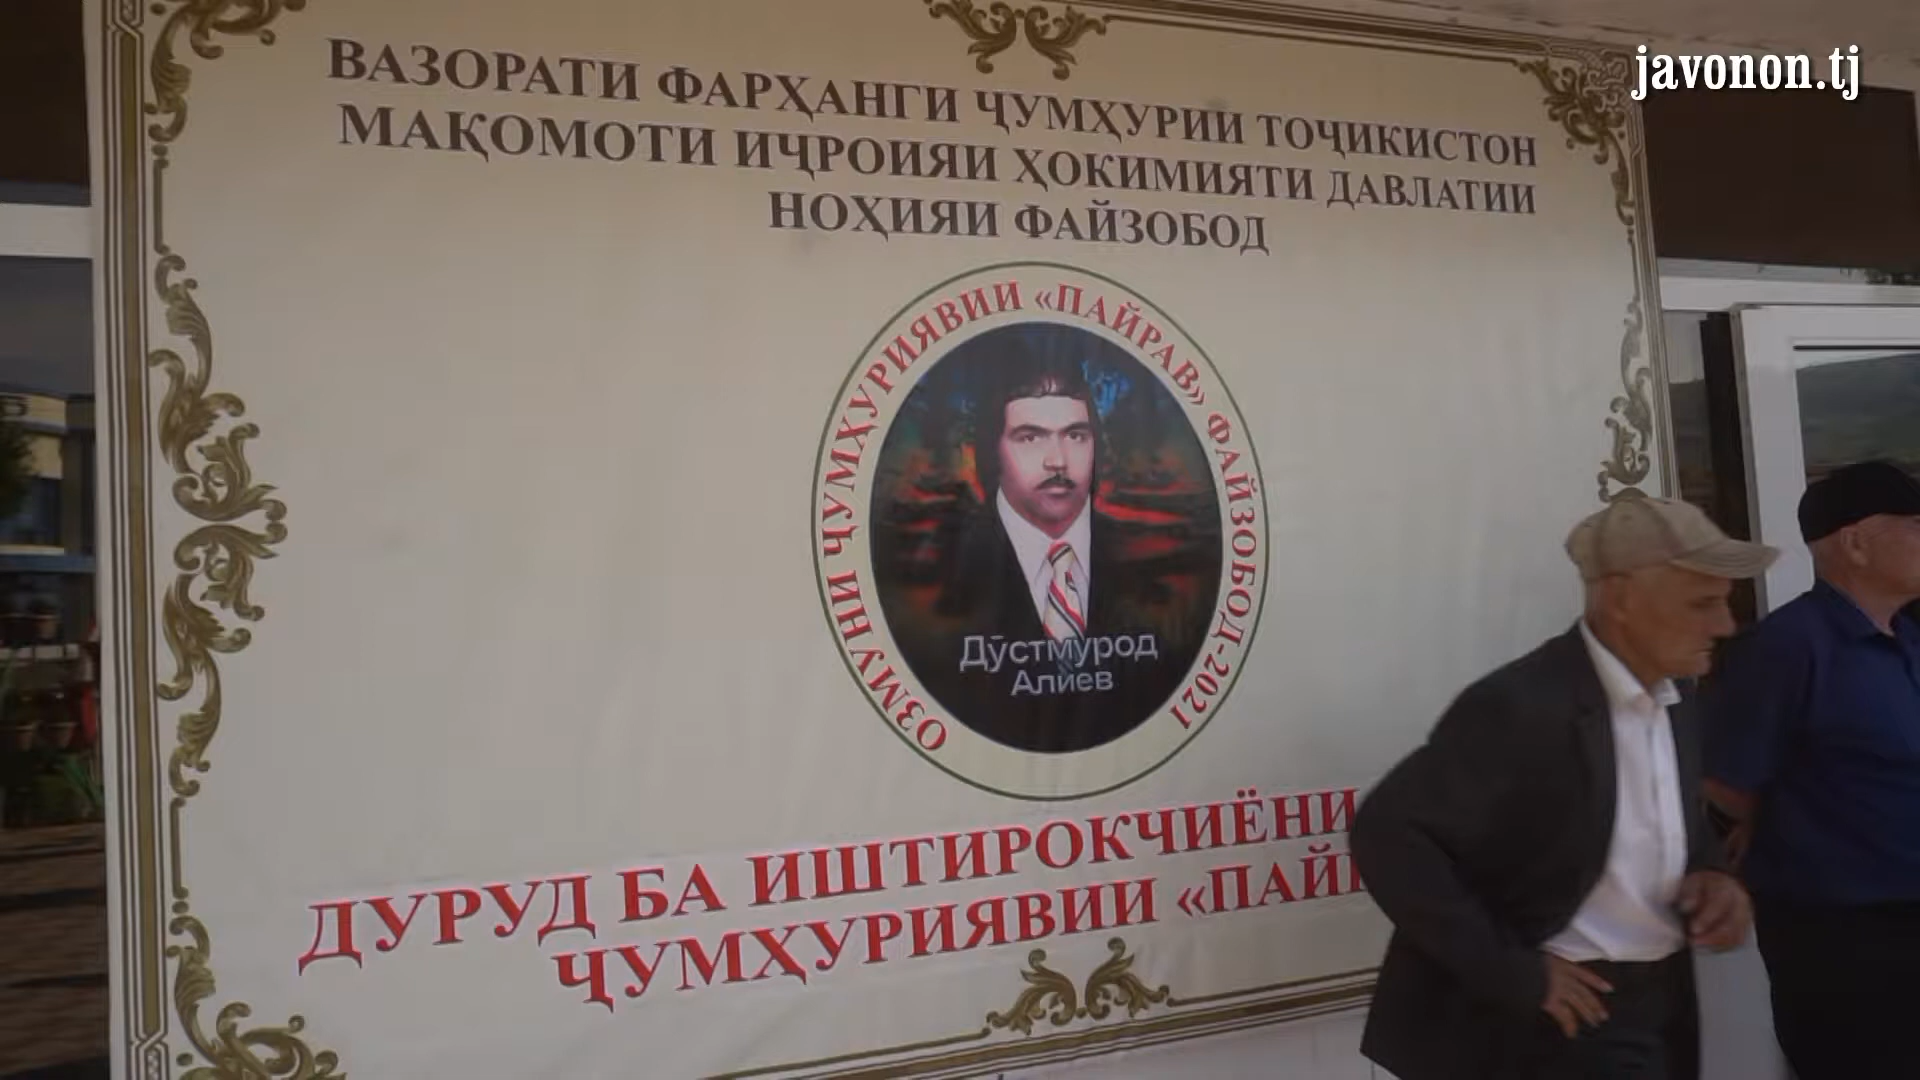 javonon.tj
ВАЗОРАТИ ФАРҲАНГИ ҶУМҲУРИИ ТОҶИКИСТОН
МАҚОМОТИ ИҶРОИЯИ ҲОКИМИЯТИ ДАВЛАТИИ
НОҲИЯИ ФАЙЗОБОД
ОЗМУНИ ҶУМҲУРИЯВИИ «ПАЙРАВ» ФАЙЗОБОД-2021
Дӯстмурод
Алиев
ДУРУД БА ИШТИРОКЧИЁНИ
ҶУМҲУРИЯВИИ